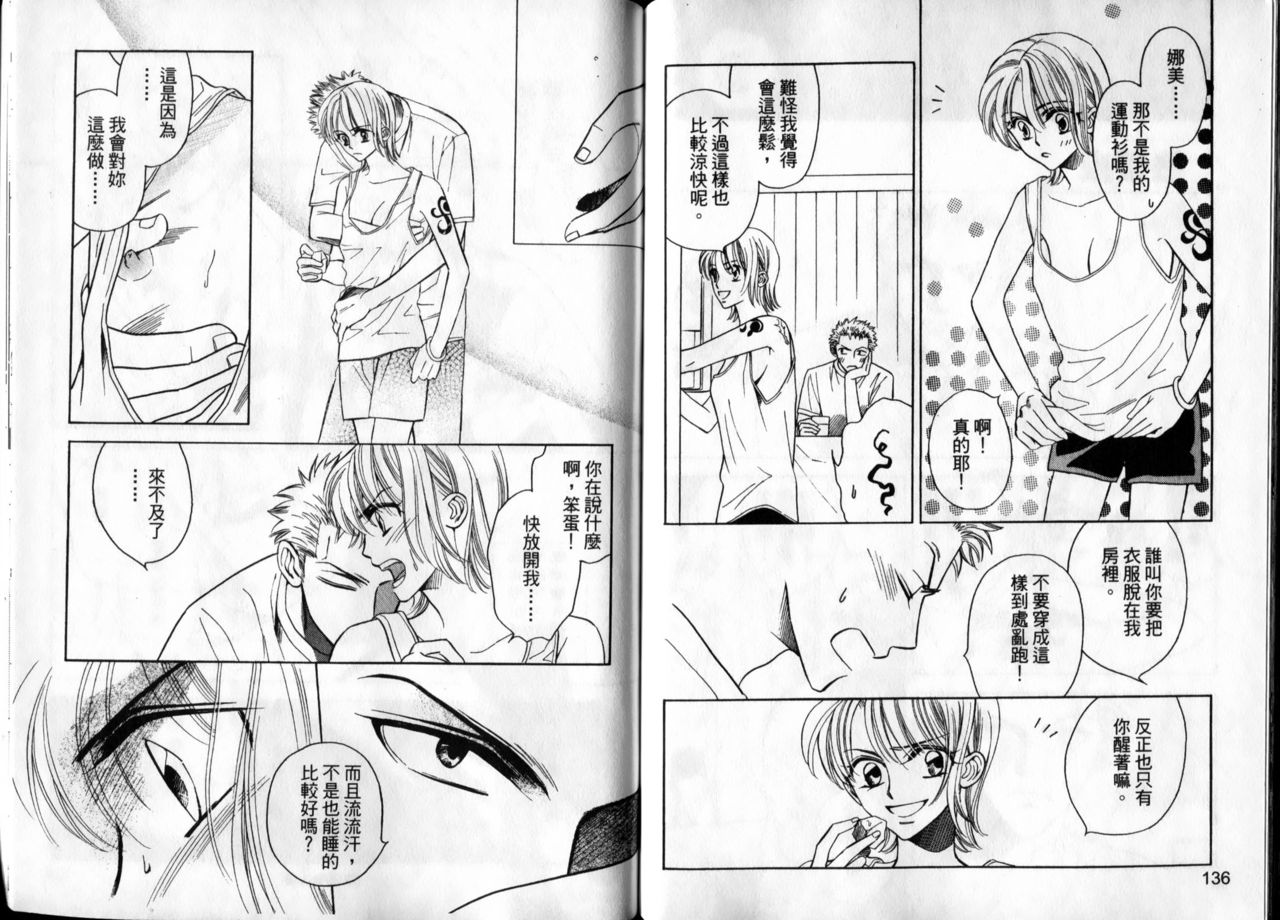 娜美……
那不是我的
運動衫嗎？
啊！
真的耶！
難怪我覺得
會這麼鬆，
不過這樣也
比較涼快呢。
誰叫你要把
衣服脫在我
房裡。
不要穿成這
樣到處亂跑！
反正也只有
你醒著嘛。
136
這是因為
……
我會對妳
這麼做……
你在說什麼
啊，笨蛋！
快放開我……
來不及了
……
而且流流汗，
不是也能睡的
比較好嗎？